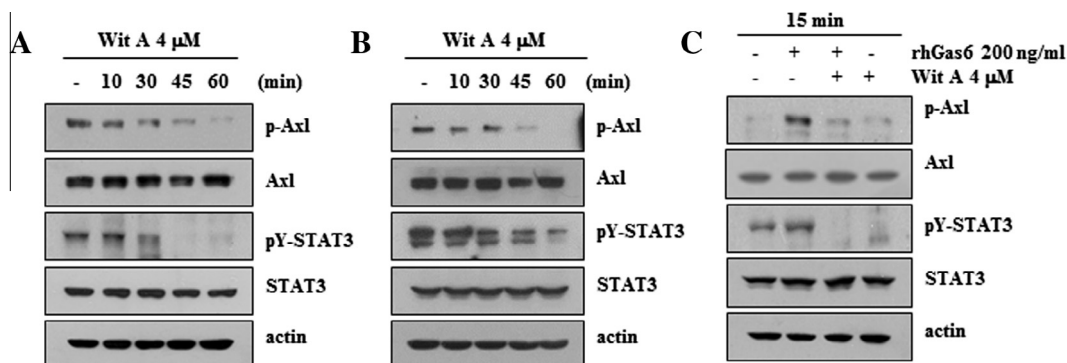 A
Wit A 4 μM
- 10 30 45 60 (min)
p-Axl
Axl
pY-STAT3
STAT3
actin
B
Wit A 4 μM
- 10 30 45 60 (min)
p-Axl
Axl
pY-STAT3
STAT3
actin
C
15 min
- + + - rhGas6 200 ng/ml
- - + + Wit A 4 μM
p-Axl
Axl
pY-STAT3
STAT3
actin